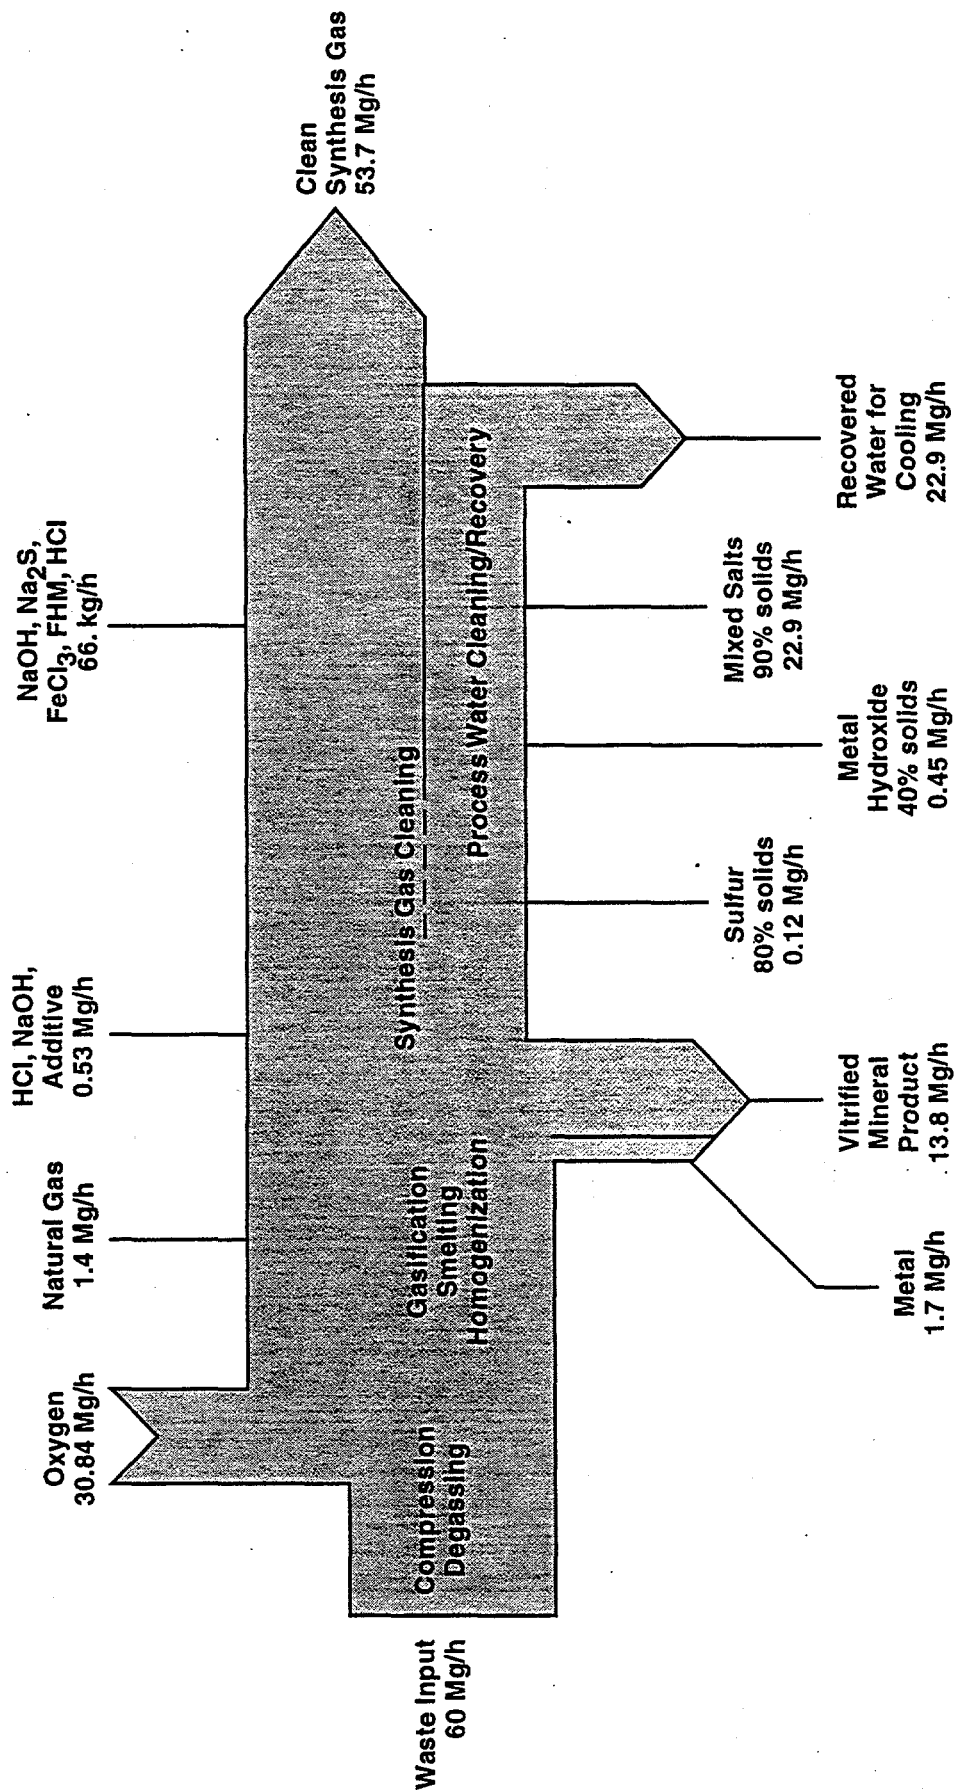 Oxygen
30.84 Mg/h
Natural Gas
1.4 Mg/h
HCl, NaOH,
Additive
0.53 Mg/h
NaOH, Na2S,
FeCl3, FHM, HCl
66. kg/h
Waste Input
60 Mg/h
Compression
Degassing
Gasification
Smelting
Homogenization
Synthesis Gas Cleaning
Process Water Cleaning/Recovery
Clean
Synthesis Gas
53.7 Mg/h
Metal
1.7 Mg/h
Vitrified
Mineral
Product
13.8 Mg/h
Sulfur
80% solids
0.12 Mg/h
Metal
Hydroxide
40% solids
0.45 Mg/h
Mixed Salts
90% solids
22.9 Mg/h
Recovered
Water for
Cooling
22.9 Mg/h